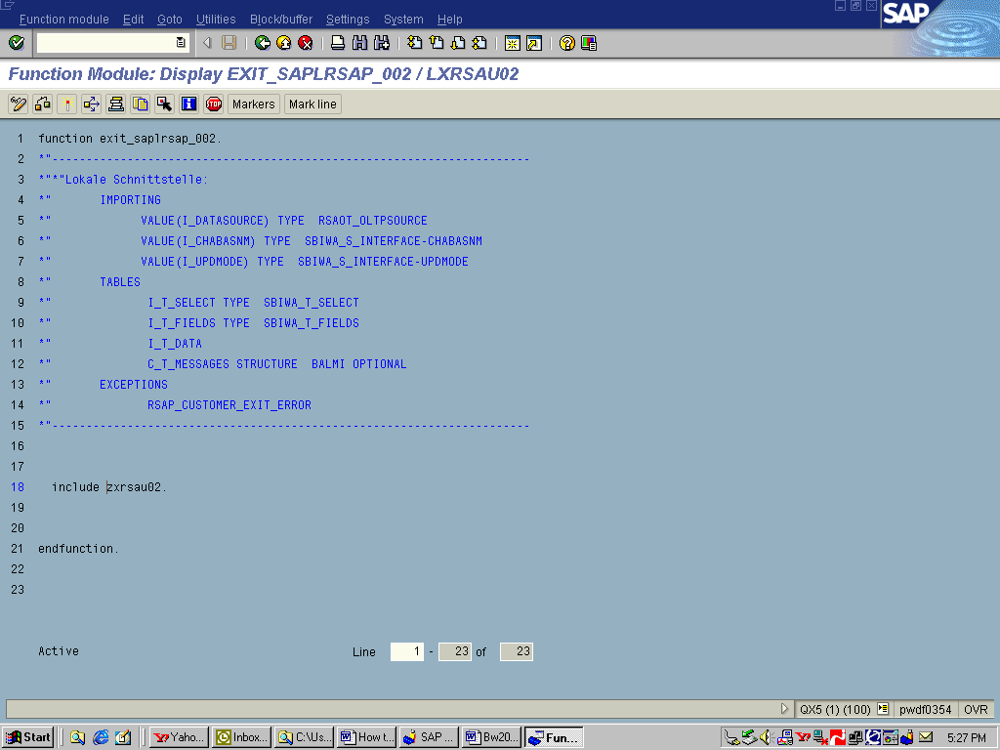 Function module Edit Goto Utilities Block/buffer Settings System Help
SAP
Function Module: Display EXIT_SAPLRSAP_002 / LXRSAU02
STOP Markers Mark line
1 function exit_saplrsap_002.
2 *"----------------------------------------------------------------------
3 *"*"Lokale Schnittstelle:
4 *" IMPORTING
5 *" VALUE(I_DATASOURCE) TYPE RSAOT_OLTPSOURCE
6 *" VALUE(I_CHABASNM) TYPE SBIWA_S_INTERFACE-CHABASNM
7 *" VALUE(I_UPDMODE) TYPE SBIWA_S_INTERFACE-UPDMODE
8 *" TABLES
9 *" I_T_SELECT TYPE SBIWA_T_SELECT
10 *" I_T_FIELDS TYPE SBIWA_T_FIELDS
11 *" I_T_DATA
12 *" C_T_MESSAGES STRUCTURE BALMI OPTIONAL
13 *" EXCEPTIONS
14 *" RSAP_CUSTOMER_EXIT_ERROR
15 *"----------------------------------------------------------------------
16
17
18 include zxrsau02.
19
20
21 endfunction.
22
23
Active Line 1 - 23 of 23
QX5 (1) (100) pwdf0354 OVR
Start Yaho... Inbox... C:\Us... How t... SAP ... Bw20... Fun... 5:27 PM